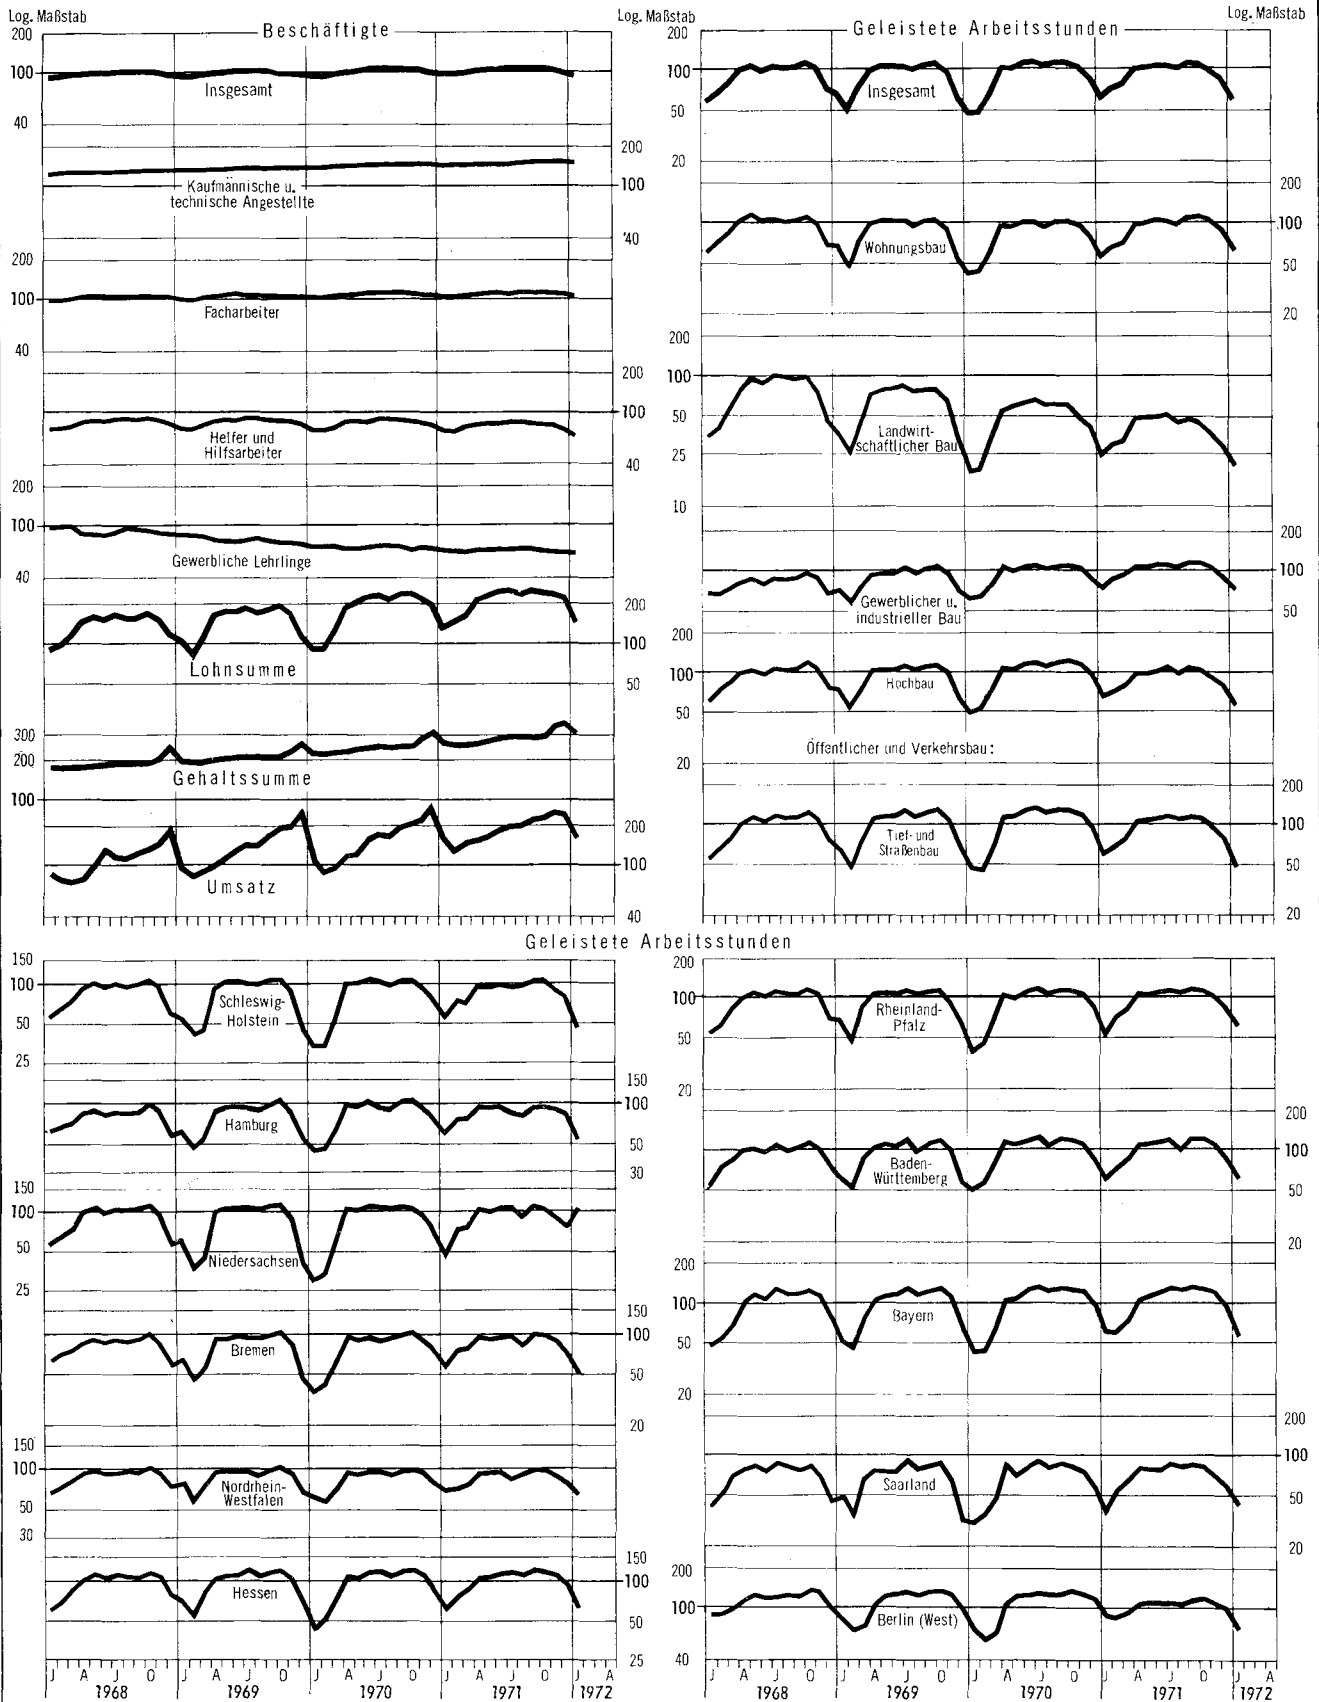 Log. Maßstab
Beschäftigte
200
100
Insgesamt
40
200
Kaufmännische u.
100
technische Angestellte
40
200
100
Facharbeiter
40
200
100
Helfer und
Hilfsarbeiter
40
200
100
Gewerbliche Lehrlinge
40
200
100
Lohnsumme
50
300
200
Gehaltssumme
100
200
100
Umsatz
40
Log. Maßstab
Log. Maßstab
Geleistete Arbeitsstunden
200
100
Insgesamt
50
20
200
100
Wohnungsbau
50
20
200
100
50
Landwirt-
schaftlicher Bau
25
10
200
100
Gewerblicher u.
industrieller Bau
50
200
100
Hochbau
50
Öffentlicher und Verkehrsbau:
20
200
100
Tief- und
Straßenbau
50
20
Geleistete Arbeitsstunden
150
100
Schleswig-
Holstein
50
25
150
100
Hamburg
50
30
150
100
50
Niedersachsen
25
150
100
Bremen
50
20
150
100
Nordrhein-
Westfalen
50
30
150
100
Hessen
50
25
J A J O J A J O J A J O J A J O J A
1968 1969 1970 1971 1972
200
100
Rheinland-
Pfalz
50
20
200
100
Baden-
Württemberg
50
20
200
100
Bayern
50
20
200
100
Saarland
50
20
200
100
Berlin (West)
40
J A J O J A J O J A J O J A J O J A
1968 1969 1970 1971 1972